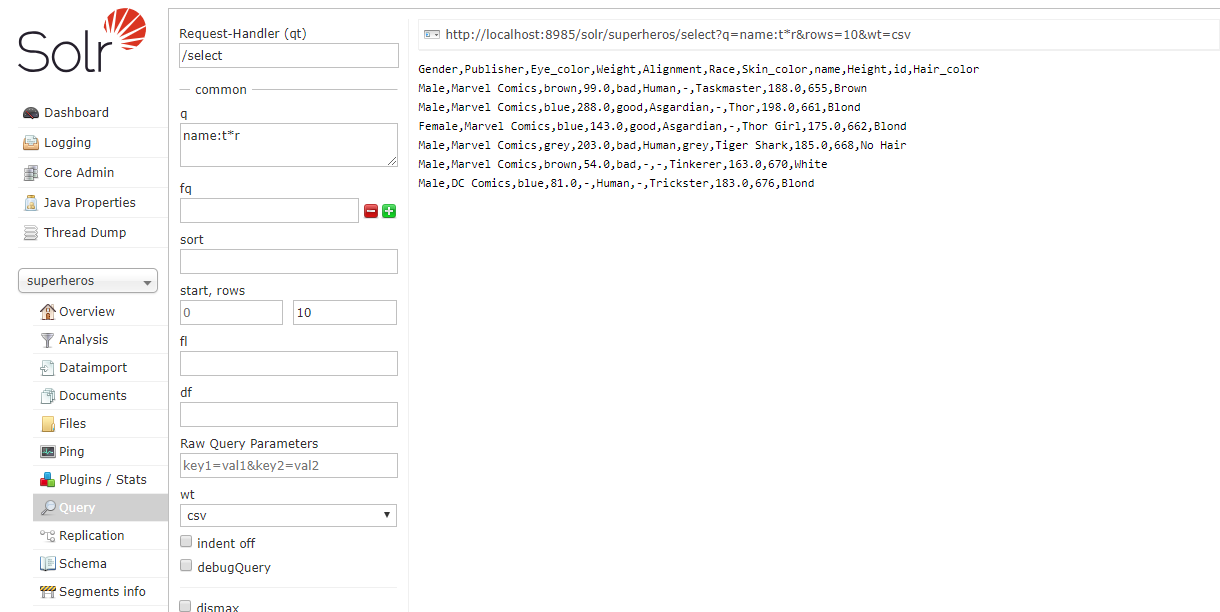 Solr
Dashboard
Logging
Core Admin
Java Properties
Thread Dump
superheros
Overview
Analysis
Dataimport
Documents
Files
Ping
Plugins / Stats
Query
Replication
Schema
Segments info
Request-Handler (qt)
/select
common
q
name:t*r
fq
sort
start, rows
0
10
fl
df
Raw Query Parameters
key1=val1&key2=val2
wt
csv
indent off
debugQuery
dismax
http://localhost:8985/solr/superheros/select?q=name:t*r&rows=10&wt=csv
Gender,Publisher,Eye_color,Weight,Alignment,Race,Skin_color,name,Height,id,Hair_color
Male,Marvel Comics,brown,99.0,bad,Human,-,Taskmaster,188.0,655,Brown
Male,Marvel Comics,blue,288.0,good,Asgardian,-,Thor,198.0,661,Blond
Female,Marvel Comics,blue,143.0,good,Asgardian,-,Thor Girl,175.0,662,Blond
Male,Marvel Comics,grey,203.0,bad,Human,grey,Tiger Shark,185.0,668,No Hair
Male,Marvel Comics,brown,54.0,bad,-,-,Tinkerer,163.0,670,White
Male,DC Comics,blue,81.0,-,Human,-,Trickster,183.0,676,Blond